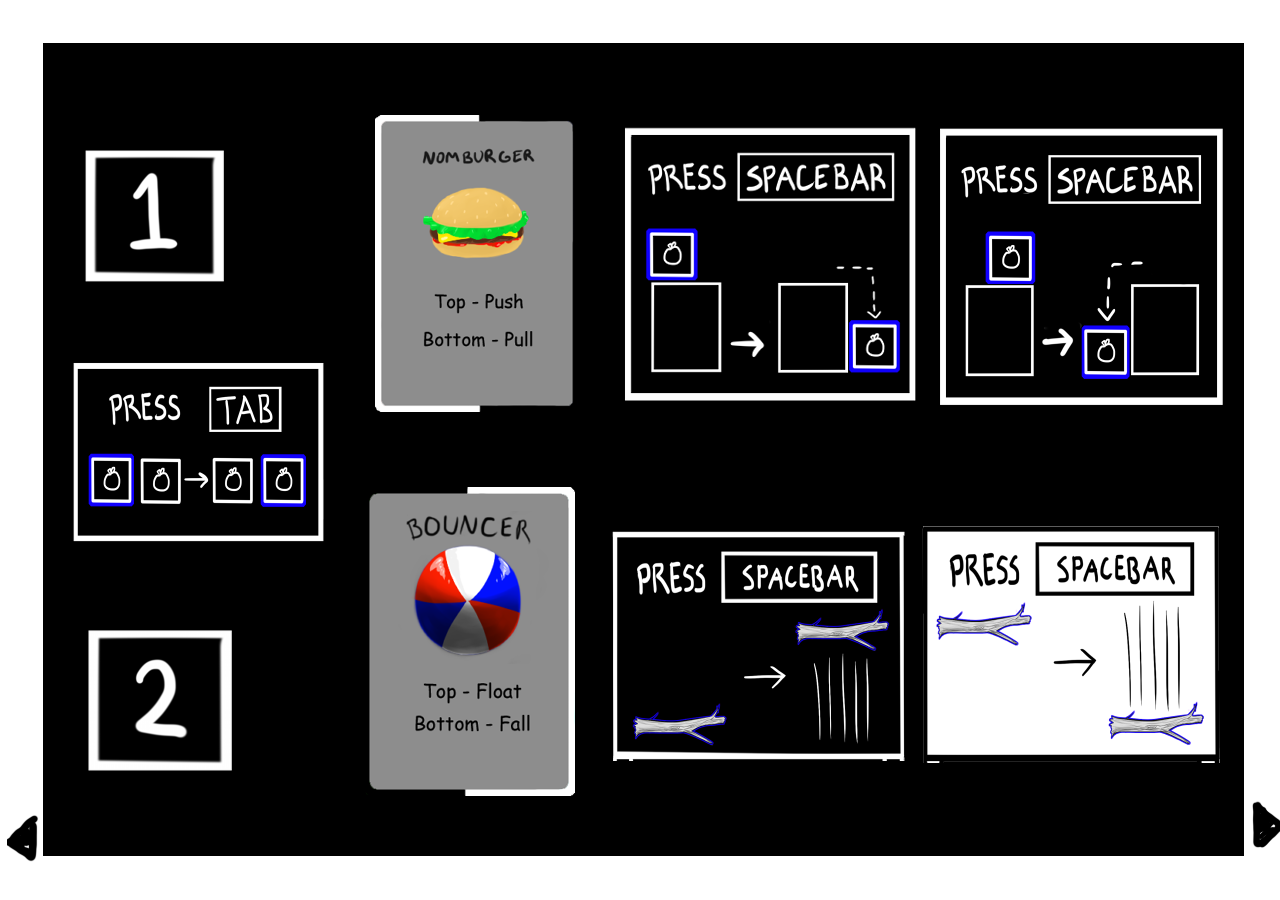 1
NOMBURGER
Top - Push
Bottom - Pull
PRESS SPACEBAR
PRESS SPACEBAR
PRESS TAB
2
BOUNCER
Top - Float
Bottom - Fall
PRESS SPACEBAR
PRESS SPACEBAR